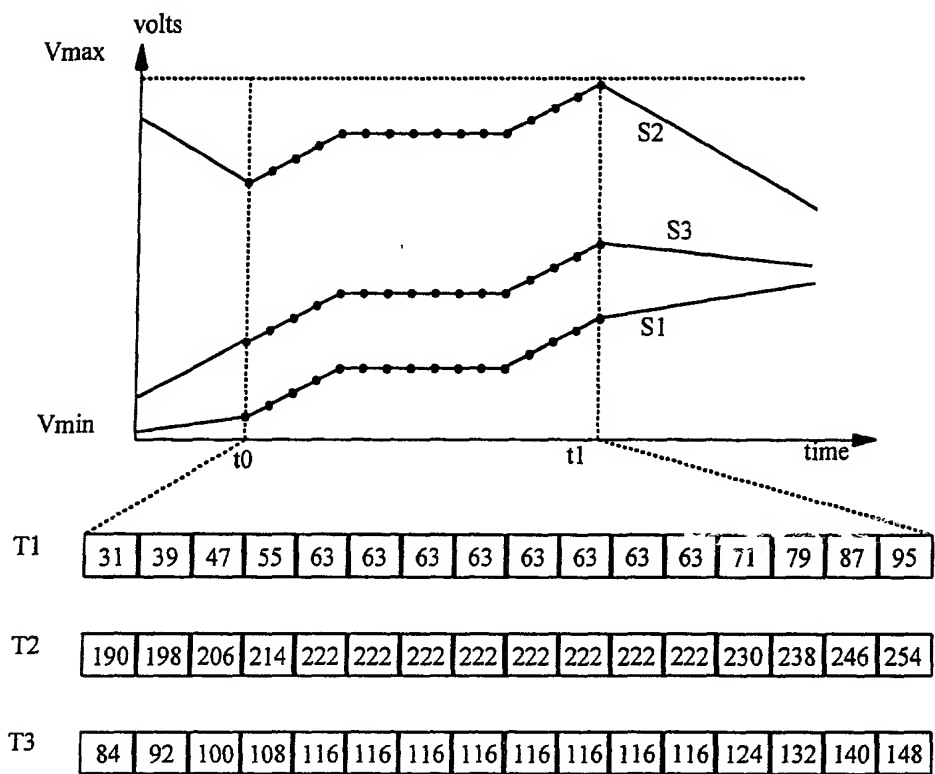 volts
Vmax
S2
S3
S1
Vmin
t0 t1 time
T1 31 39 47 55 63 63 63 63 63 63 63 63 71 79 87 95
T2 190 198 206 214 222 222 222 222 222 222 222 222 230 238 246 254
T3 84 92 100 108 116 116 116 116 116 116 116 116 124 132 140 148